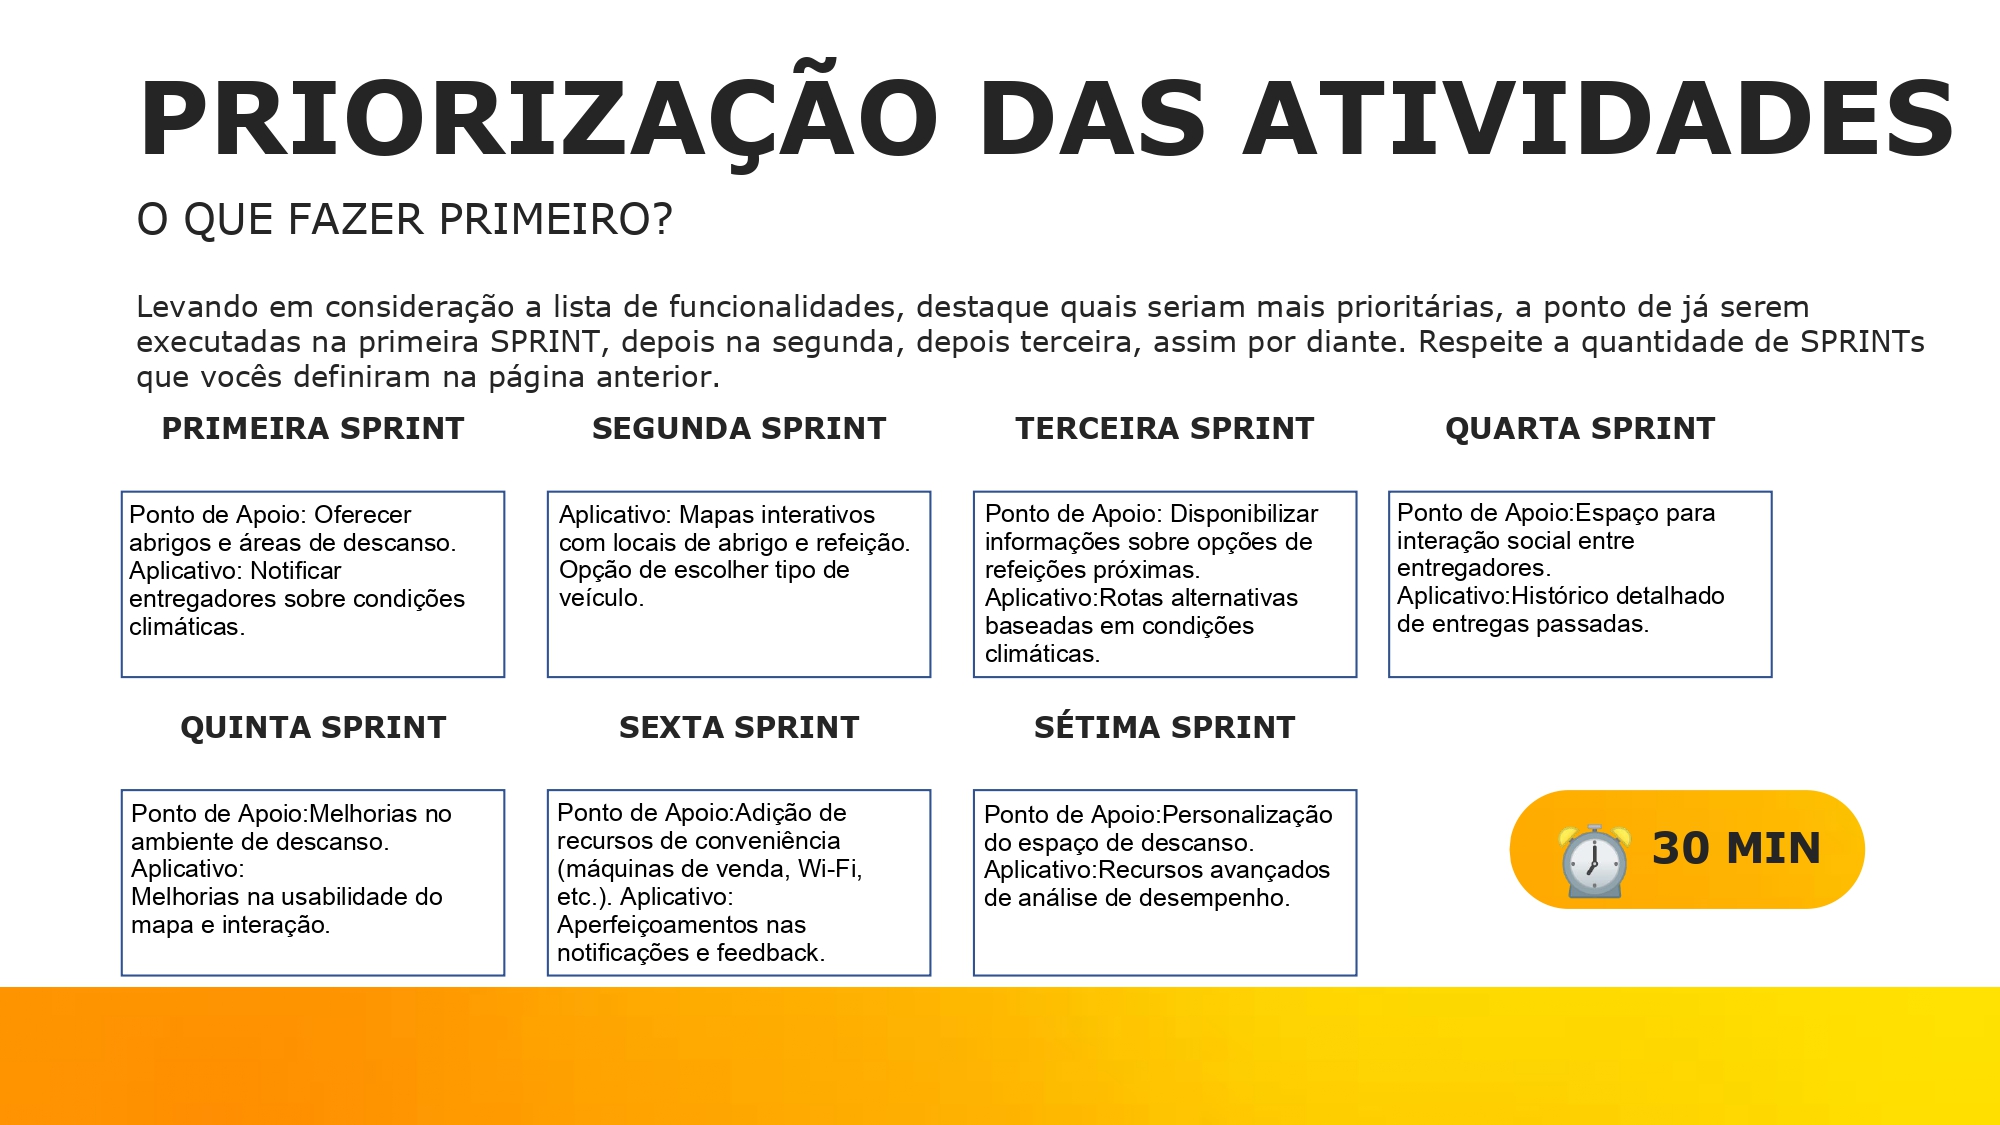 PRIORIZAÇÃO DAS ATIVIDADES
O QUE FAZER PRIMEIRO?
Levando em consideração a lista de funcionalidades, destaque quais seriam mais prioritárias, a ponto de já serem
executadas na primeira SPRINT, depois na segunda, depois terceira, assim por diante. Respeite a quantidade de SPRINTs
que vocês definiram na página anterior.
PRIMEIRA SPRINT
Ponto de Apoio: Oferecer
abrigos e áreas de descanso.
Aplicativo: Notificar
entregadores sobre condições
climáticas.
SEGUNDA SPRINT
Aplicativo: Mapas interativos
com locais de abrigo e refeição.
Opção de escolher tipo de
veículo.
TERCEIRA SPRINT
Ponto de Apoio: Disponibilizar
informações sobre opções de
refeições próximas.
Aplicativo:Rotas alternativas
baseadas em condições
climáticas.
QUARTA SPRINT
Ponto de Apoio:Espaço para
interação social entre
entregadores.
Aplicativo:Histórico detalhado
de entregas passadas.
QUINTA SPRINT
Ponto de Apoio:Melhorias no
ambiente de descanso.
Aplicativo:
Melhorias na usabilidade do
mapa e interação.
SEXTA SPRINT
Ponto de Apoio:Adição de
recursos de conveniência
(máquinas de venda, Wi-Fi,
etc.). Aplicativo:
Aperfeiçoamentos nas
notificações e feedback.
SÉTIMA SPRINT
Ponto de Apoio:Personalização
do espaço de descanso.
Aplicativo:Recursos avançados
de análise de desempenho.
30 MIN